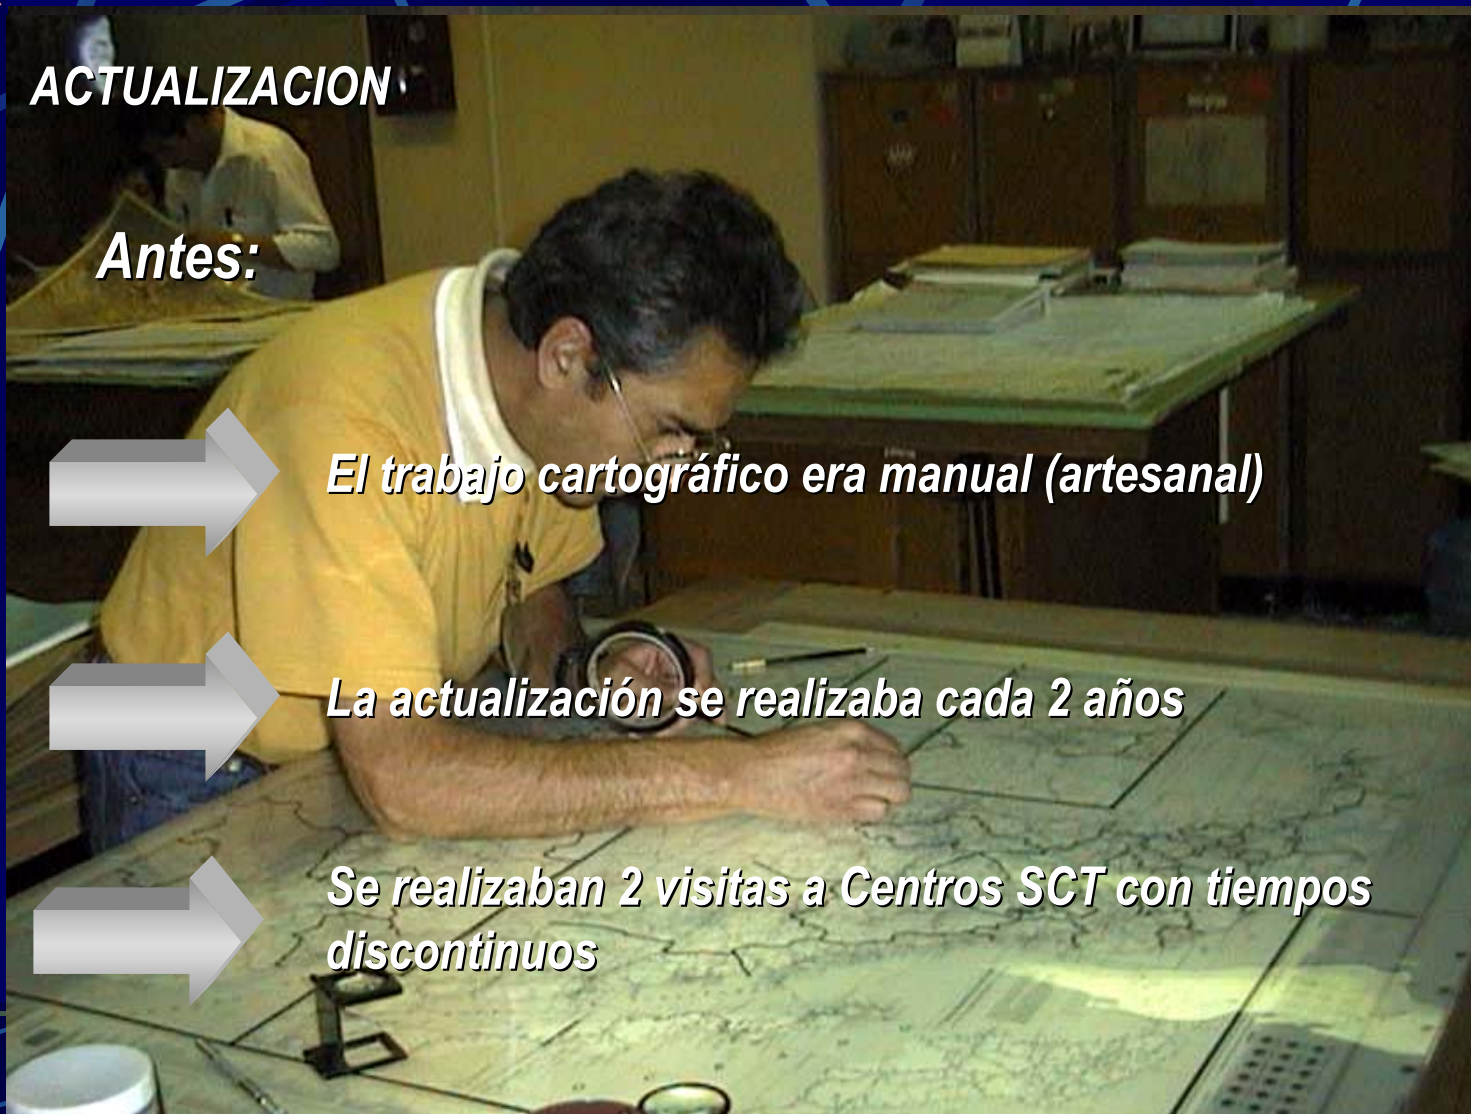 ACTUALIZACION
Antes:
El trabajo cartográfico era manual (artesanal)
La actualización se realizaba cada 2 años
Se realizaban 2 visitas a Centros SCT con tiempos
discontinuos